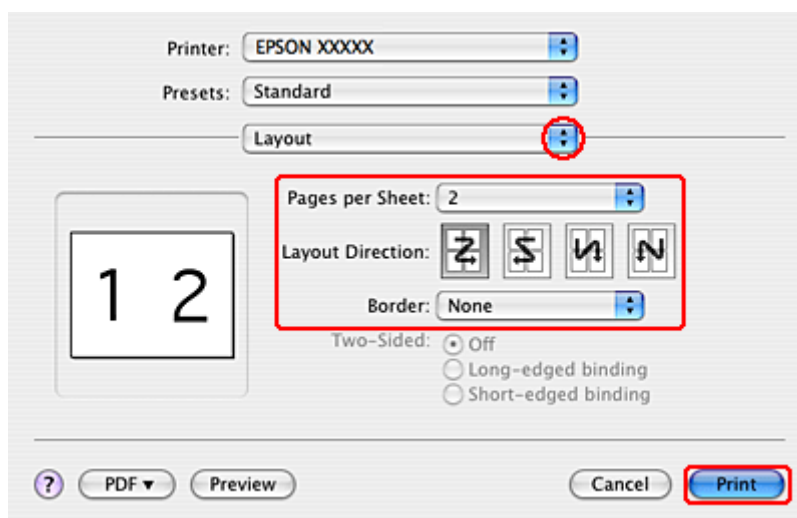 Printer: EPSON XXXXX
Presets: Standard
Layout
Pages per Sheet: 2
Layout Direction:
Border: None
1 2
Two-Sided: Off
Long-edged binding
Short-edged binding
? PDF ▼ Preview Cancel Print